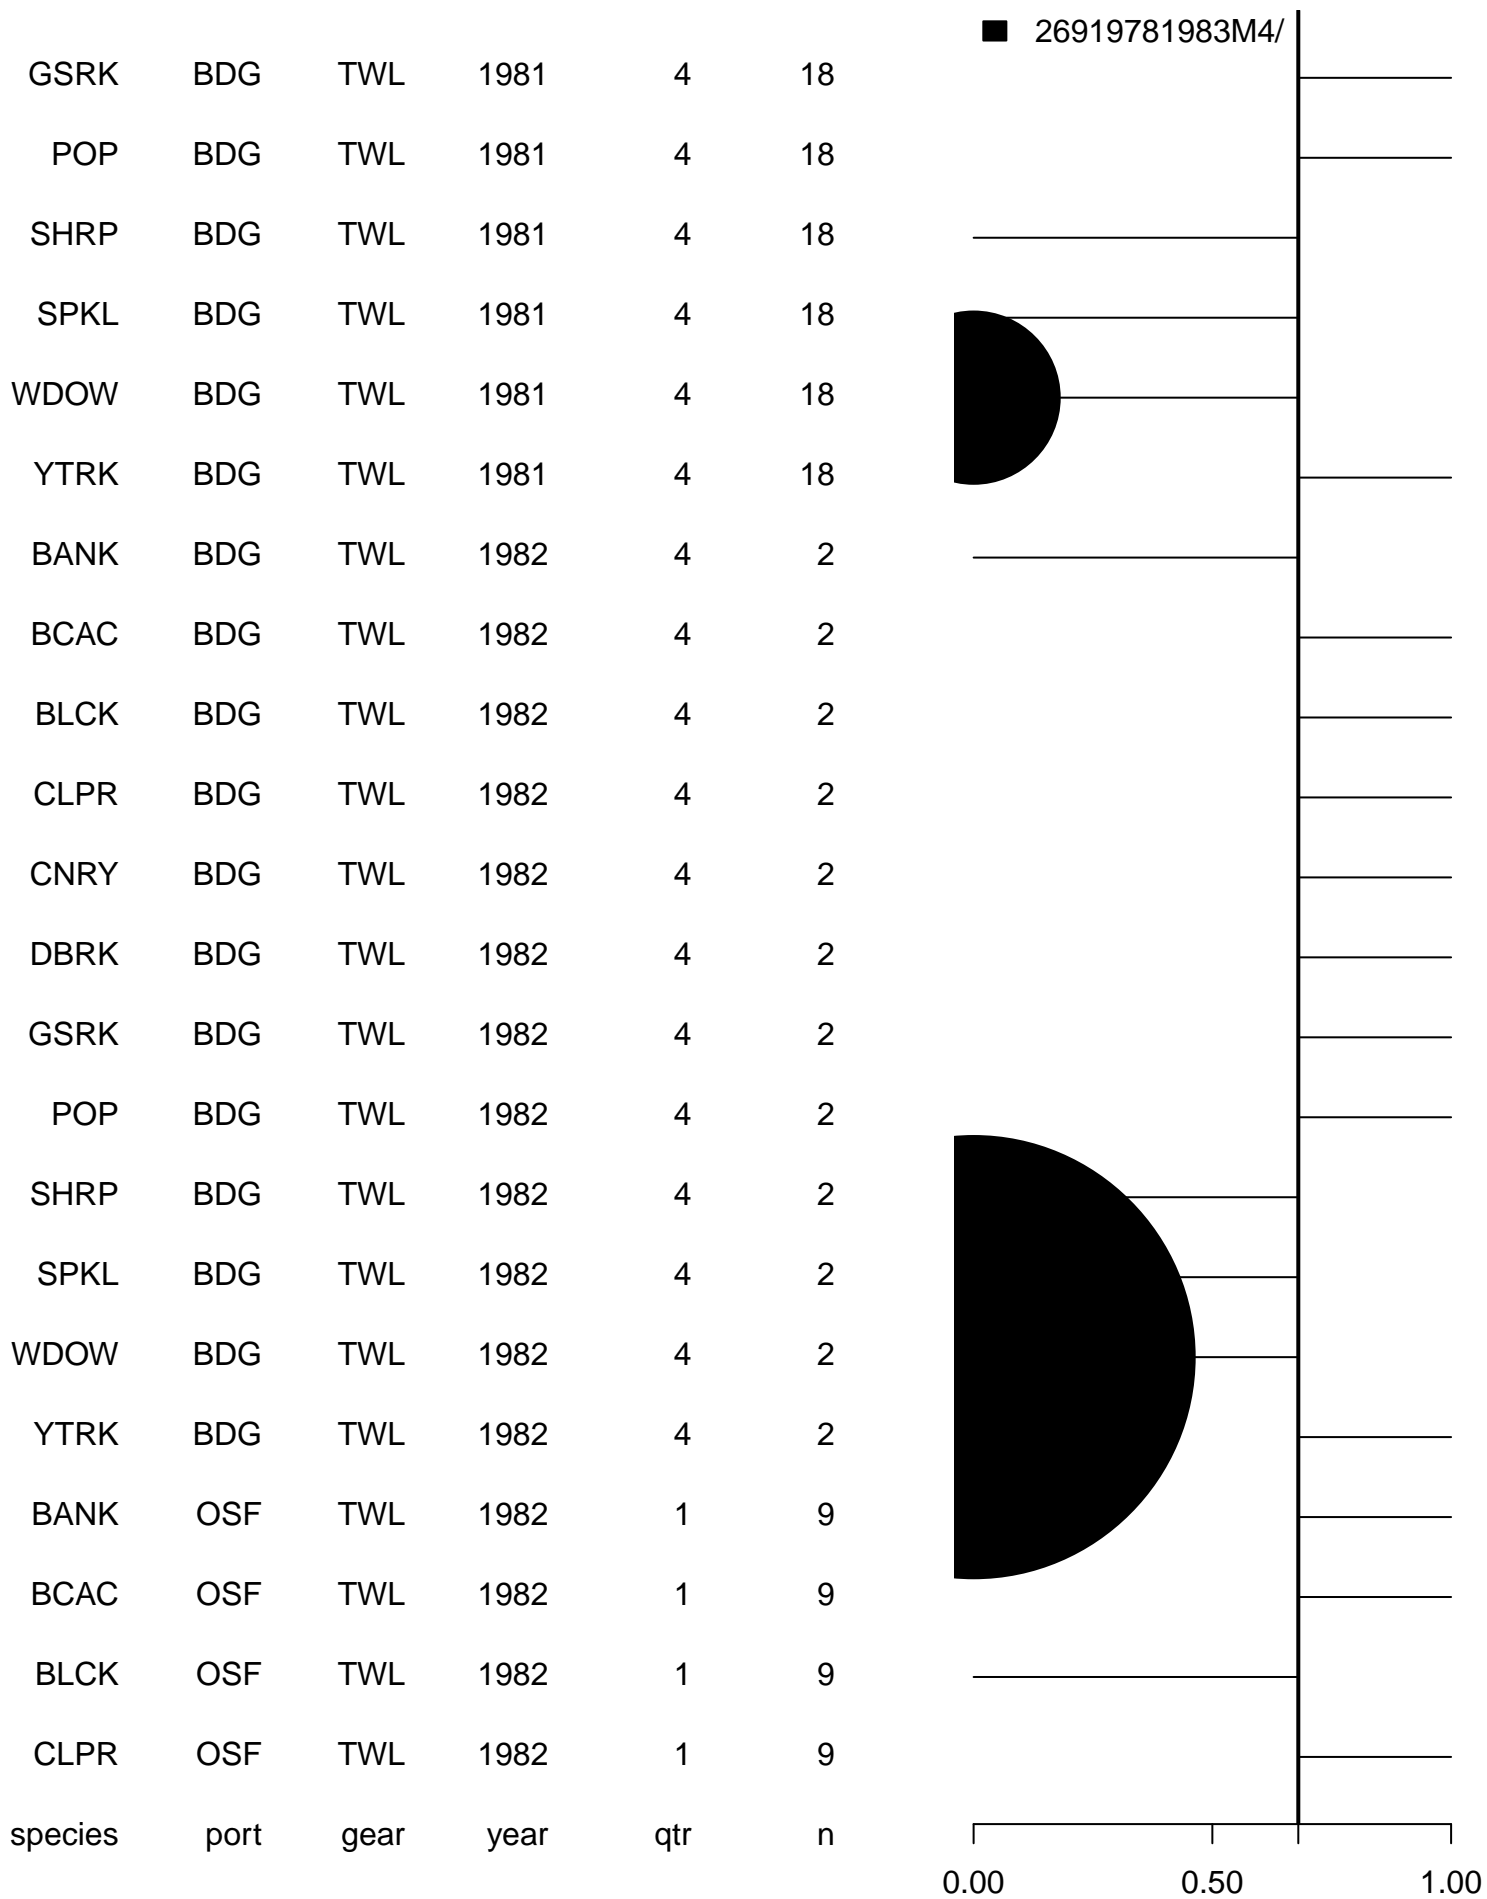 26919781983M4/
GSRK BDG TWL 1981 4 18
POP BDG TWL 1981 4 18
SHRP BDG TWL 1981 4 18
SPKL BDG TWL 1981 4 18
WDOW BDG TWL 1981 4 18
YTRK BDG TWL 1981 4 18
BANK BDG TWL 1982 4 2
BCAC BDG TWL 1982 4 2
BLCK BDG TWL 1982 4 2
CLPR BDG TWL 1982 4 2
CNRY BDG TWL 1982 4 2
DBRK BDG TWL 1982 4 2
GSRK BDG TWL 1982 4 2
POP BDG TWL 1982 4 2
SHRP BDG TWL 1982 4 2
SPKL BDG TWL 1982 4 2
WDOW BDG TWL 1982 4 2
YTRK BDG TWL 1982 4 2
BANK OSF TWL 1982 1 9
BCAC OSF TWL 1982 1 9
BLCK OSF TWL 1982 1 9
CLPR OSF TWL 1982 1 9
species port gear year qtr n
0.00 0.50 1.00